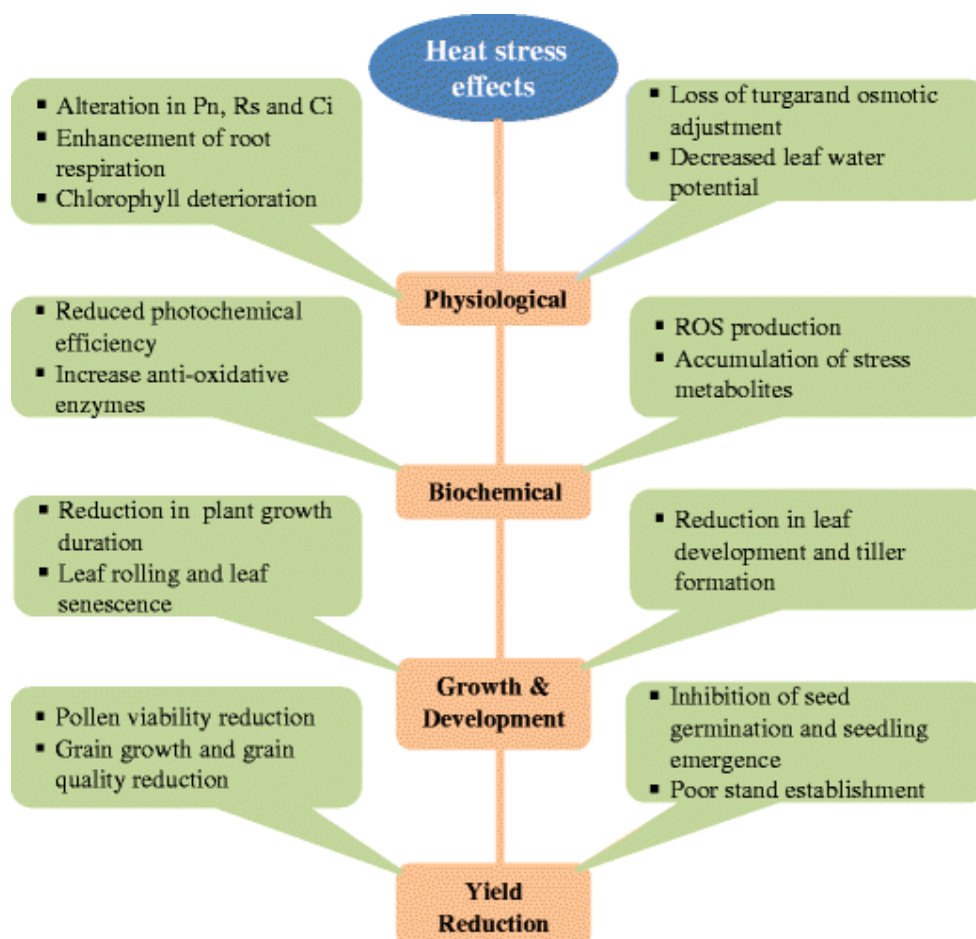 Heat stress
effects
▪ Alteration in Pn, Rs and Ci
▪ Enhancement of root
respiration
▪ Chlorophyll deterioration
▪ Loss of turgarand osmotic
adjustment
▪ Decreased leaf water
potential
Physiological
▪ Reduced photochemical
efficiency
▪ Increase anti-oxidative
enzymes
▪ ROS production
▪ Accumulation of stress
metabolites
Biochemical
▪ Reduction in plant growth
duration
▪ Leaf rolling and leaf
senescence
▪ Reduction in leaf
development and tiller
formation
Growth &
Development
▪ Pollen viability reduction
▪ Grain growth and grain
quality reduction
▪ Inhibition of seed
germination and seedling
emergence
▪ Poor stand establishment
Yield
Reduction